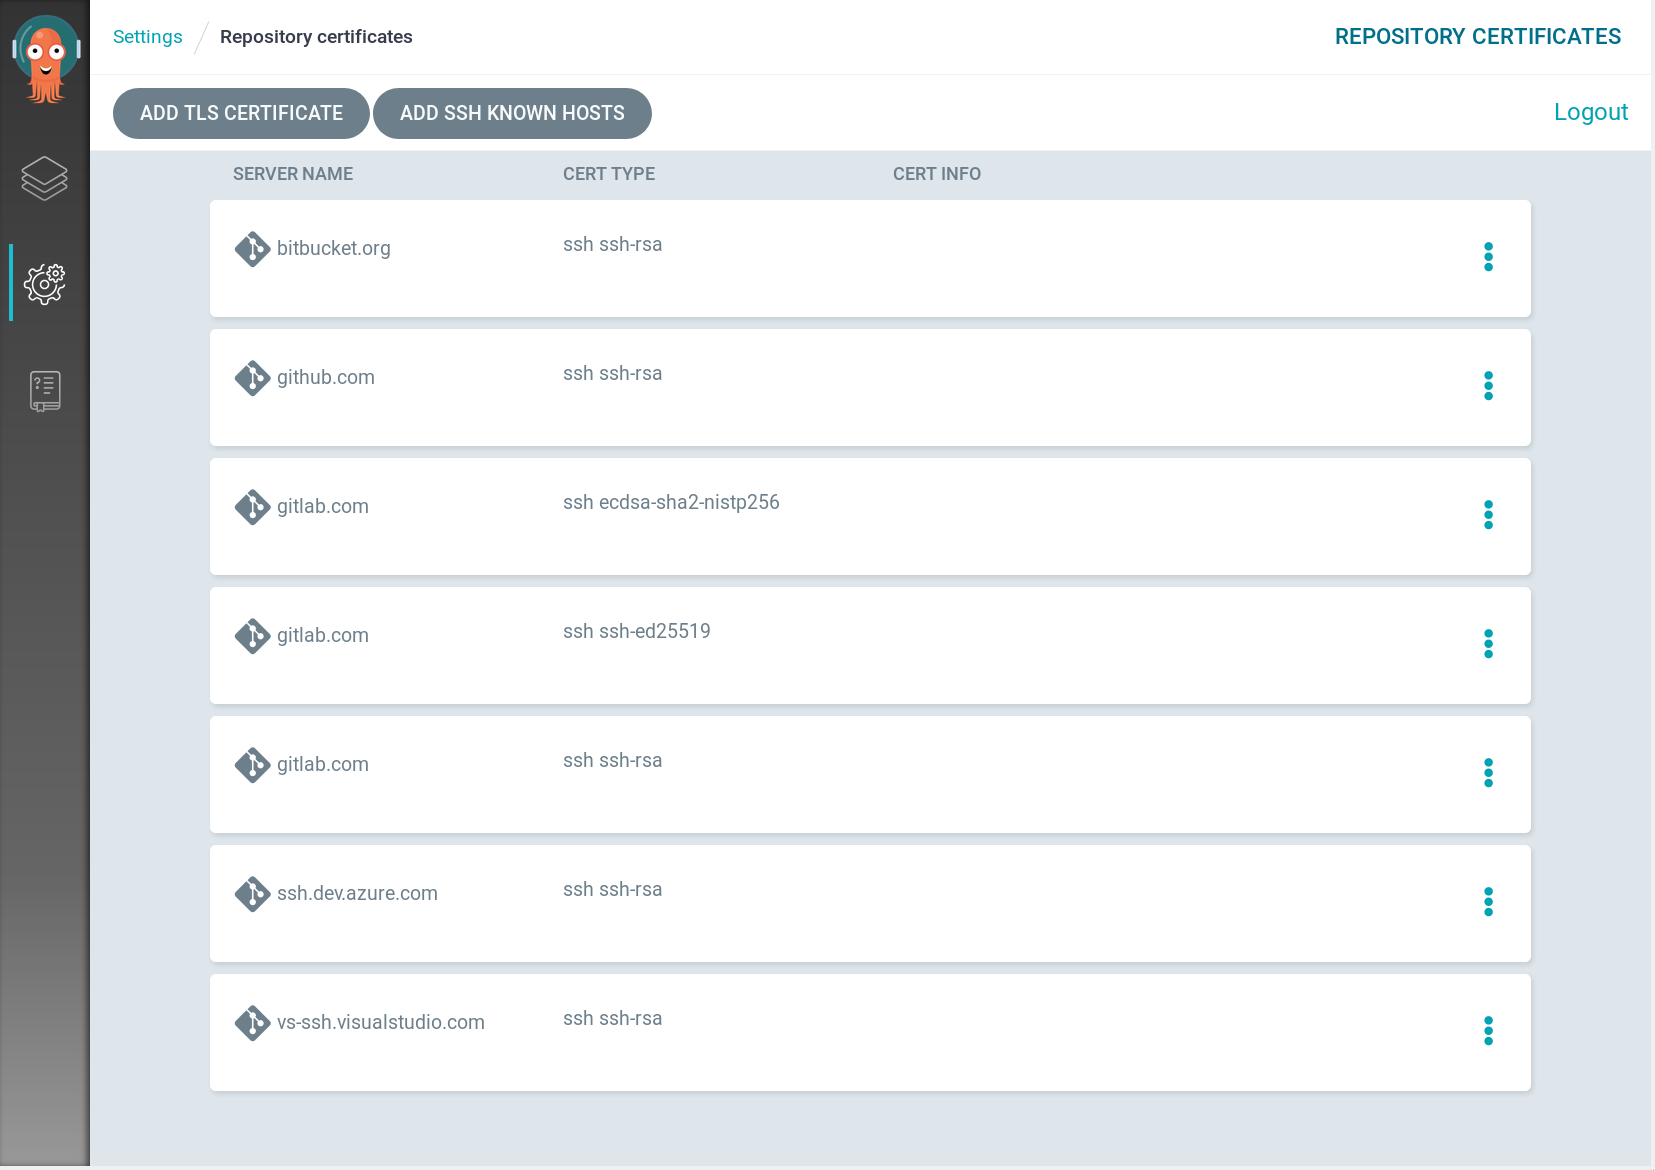 Settings / Repository certificates
REPOSITORY CERTIFICATES
ADD TLS CERTIFICATE ADD SSH KNOWN HOSTS
Logout
SERVER NAME CERT TYPE CERT INFO
bitbucket.org ssh ssh-rsa
github.com ssh ssh-rsa
gitlab.com ssh ecdsa-sha2-nistp256
gitlab.com ssh ssh-ed25519
gitlab.com ssh ssh-rsa
ssh.dev.azure.com ssh ssh-rsa
vs-ssh.visualstudio.com ssh ssh-rsa